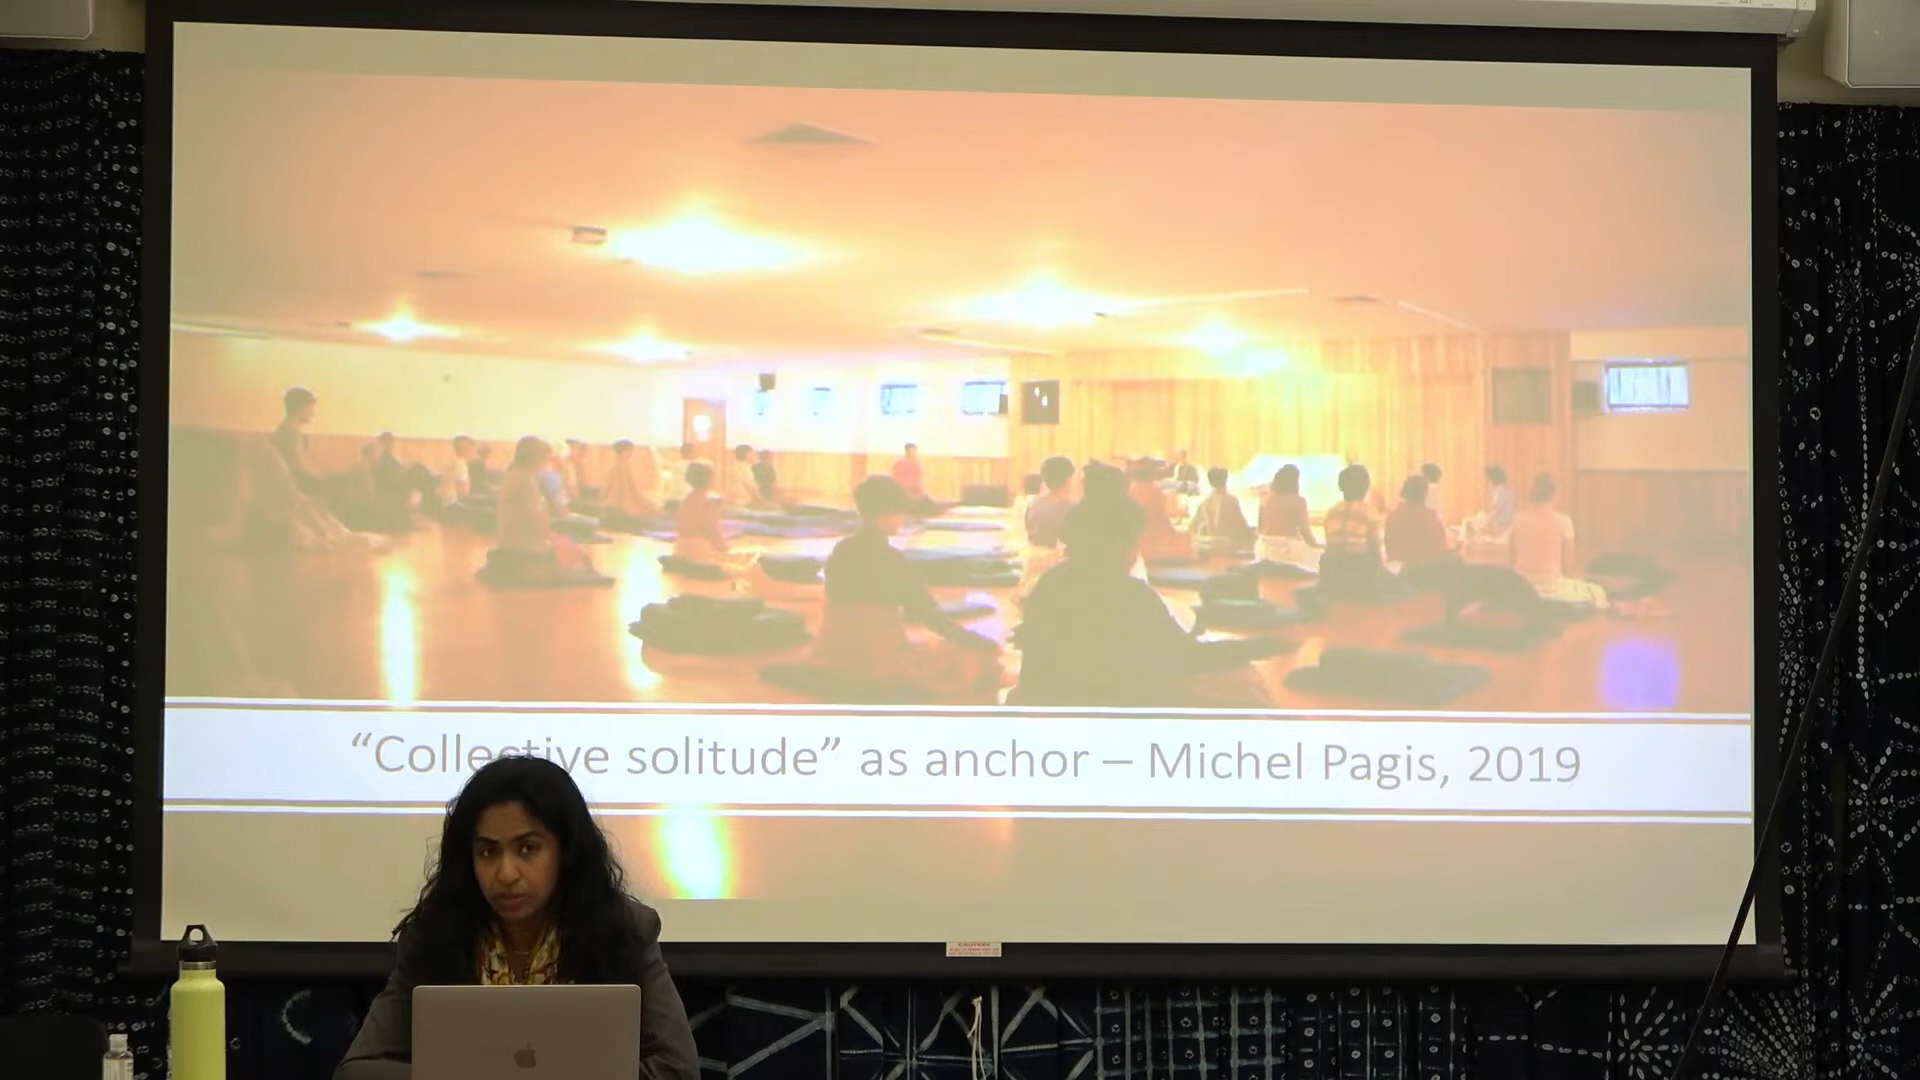 “Collective solitude” as anchor – Michel Pagis, 2019